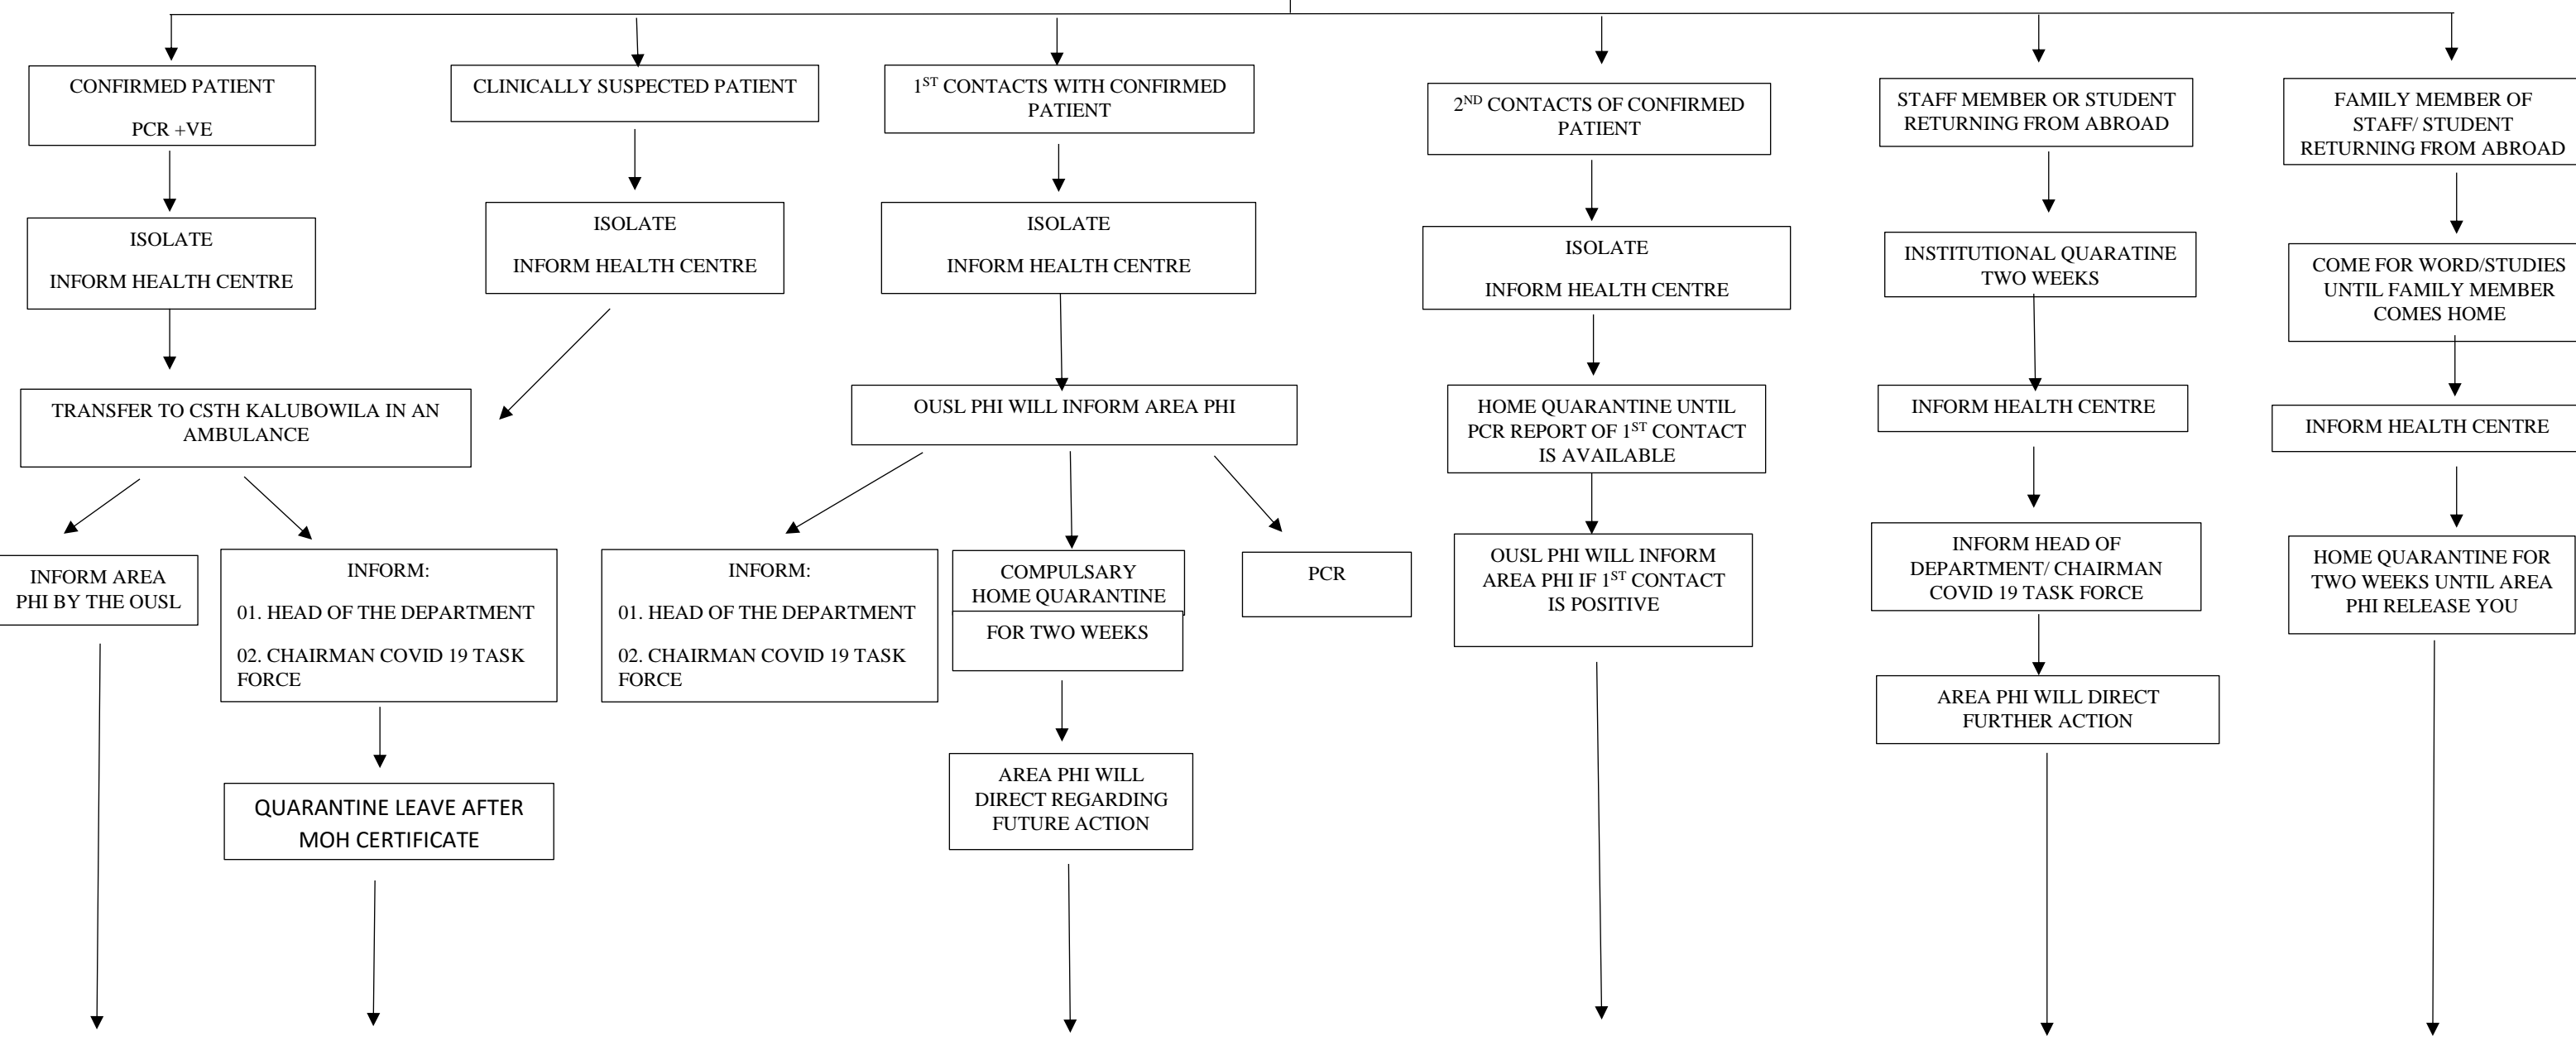 CONFIRMED PATIENT
PCR +VE
ISOLATE
INFORM HEALTH CENTRE
TRANSFER TO CSTH KALUBOWILA IN AN
AMBULANCE
INFORM AREA
PHI BY THE OUSL
INFORM:
01. HEAD OF THE DEPARTMENT
02. CHAIRMAN COVID 19 TASK
FORCE
QUARANTINE LEAVE AFTER
MOH CERTIFICATE
CLINICALLY SUSPECTED PATIENT
ISOLATE
INFORM HEALTH CENTRE
1ST CONTACTS WITH CONFIRMED
PATIENT
ISOLATE
INFORM HEALTH CENTRE
OUSL PHI WILL INFORM AREA PHI
INFORM:
01. HEAD OF THE DEPARTMENT
02. CHAIRMAN COVID 19 TASK
FORCE
COMPULSARY
HOME QUARANTINE
FOR TWO WEEKS
AREA PHI WILL
DIRECT REGARDING
FUTURE ACTION
PCR
2ND CONTACTS OF CONFIRMED
PATIENT
ISOLATE
INFORM HEALTH CENTRE
HOME QUARANTINE UNTIL
PCR REPORT OF 1ST CONTACT
IS AVAILABLE
OUSL PHI WILL INFORM
AREA PHI IF 1ST CONTACT
IS POSITIVE
STAFF MEMBER OR STUDENT
RETURNING FROM ABROAD
INSTITUTIONAL QUARATINE
TWO WEEKS
INFORM HEALTH CENTRE
INFORM HEAD OF
DEPARTMENT/ CHAIRMAN
COVID 19 TASK FORCE
AREA PHI WILL DIRECT
FURTHER ACTION
FAMILY MEMBER OF
STAFF/ STUDENT
RETURNING FROM ABROAD
COME FOR WORD/STUDIES
UNTIL FAMILY MEMBER
COMES HOME
INFORM HEALTH CENTRE
HOME QUARANTINE FOR
TWO WEEKS UNTIL AREA
PHI RELEASE YOU